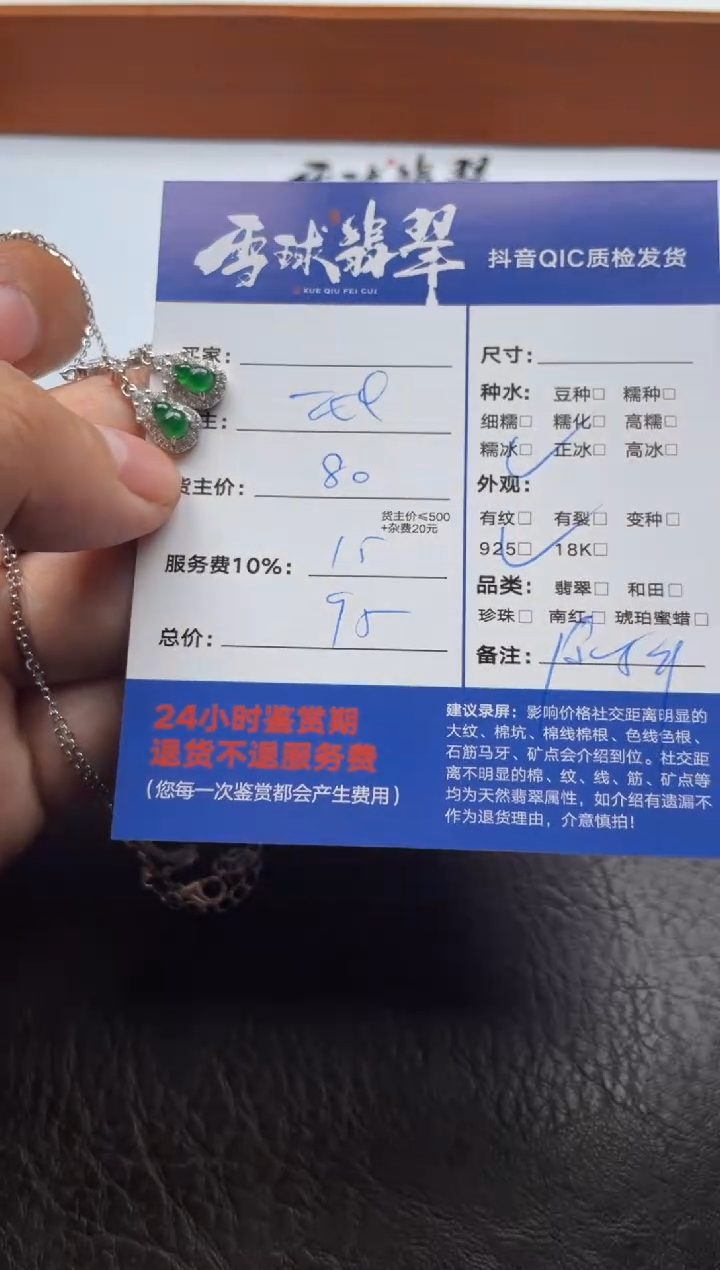 雪球翡翠
XUE QIU FEI CUI
抖音QIC质检发货
买家:
主:
80
货主价:
货主价≤500
+杂费20元
15
服务费10%:
95
总价:
尺寸:
种水: 豆种□ 糯种□
细糯□ 糯化□ 高糯□
糯冰□ 正冰□ 高冰□
外观:
有纹□ 有裂□ 变种□
925□ 18K□
品类: 翡翠□ 和田□
珍珠□ 南红□ 琥珀蜜蜡□
备注:
24小时鉴赏期
退货不退服务费
(您每一次鉴赏都会产生费用)
建议录屏: 影响价格社交距离明显的
大纹、棉坑、棉线棉根、色线色根、
石筋马牙、矿点会介绍到位。社交距
离不明显的棉、纹、线、筋、矿点等
均为天然翡翠属性,如介绍有遗漏不
作为退货理由,介意慎拍!